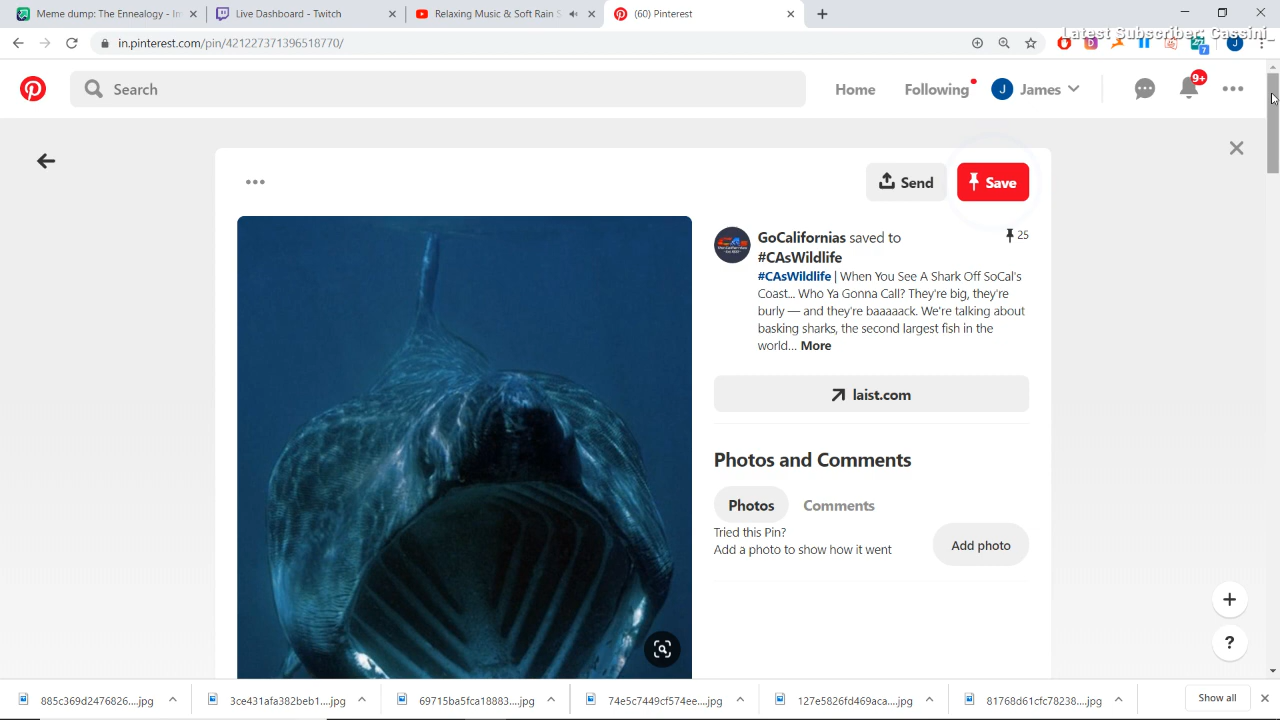 Meme dump: The Ennealogy - In
Live Dashboard - Twitch
Relaxing Music & Soft Rain S
(60) Pinterest
in.pinterest.com/pin/421227371396518770/
Latest Subscriber: Cassini_
7
J
Search
Home
Following
J
James
9+
Send
Save
GoCalifornias saved to
25
#CAsWildlife
#CAsWildlife | When You See A Shark Off SoCal's
Coast... Who Ya Gonna Call? They're big, they're
burly — and they're baaaaack. We're talking about
basking sharks, the second largest fish in the
world... More
laist.com
Photos and Comments
Photos
Comments
Tried this Pin?
Add a photo to show how it went
Add photo
+
?
885c369d2476826....jpg
3ce431afa382beb1....jpg
69715ba5fca18883....jpg
74e5c7449cf574ee....jpg
127e5826fd469aca....jpg
81768d61cfc78238....jpg
Show all